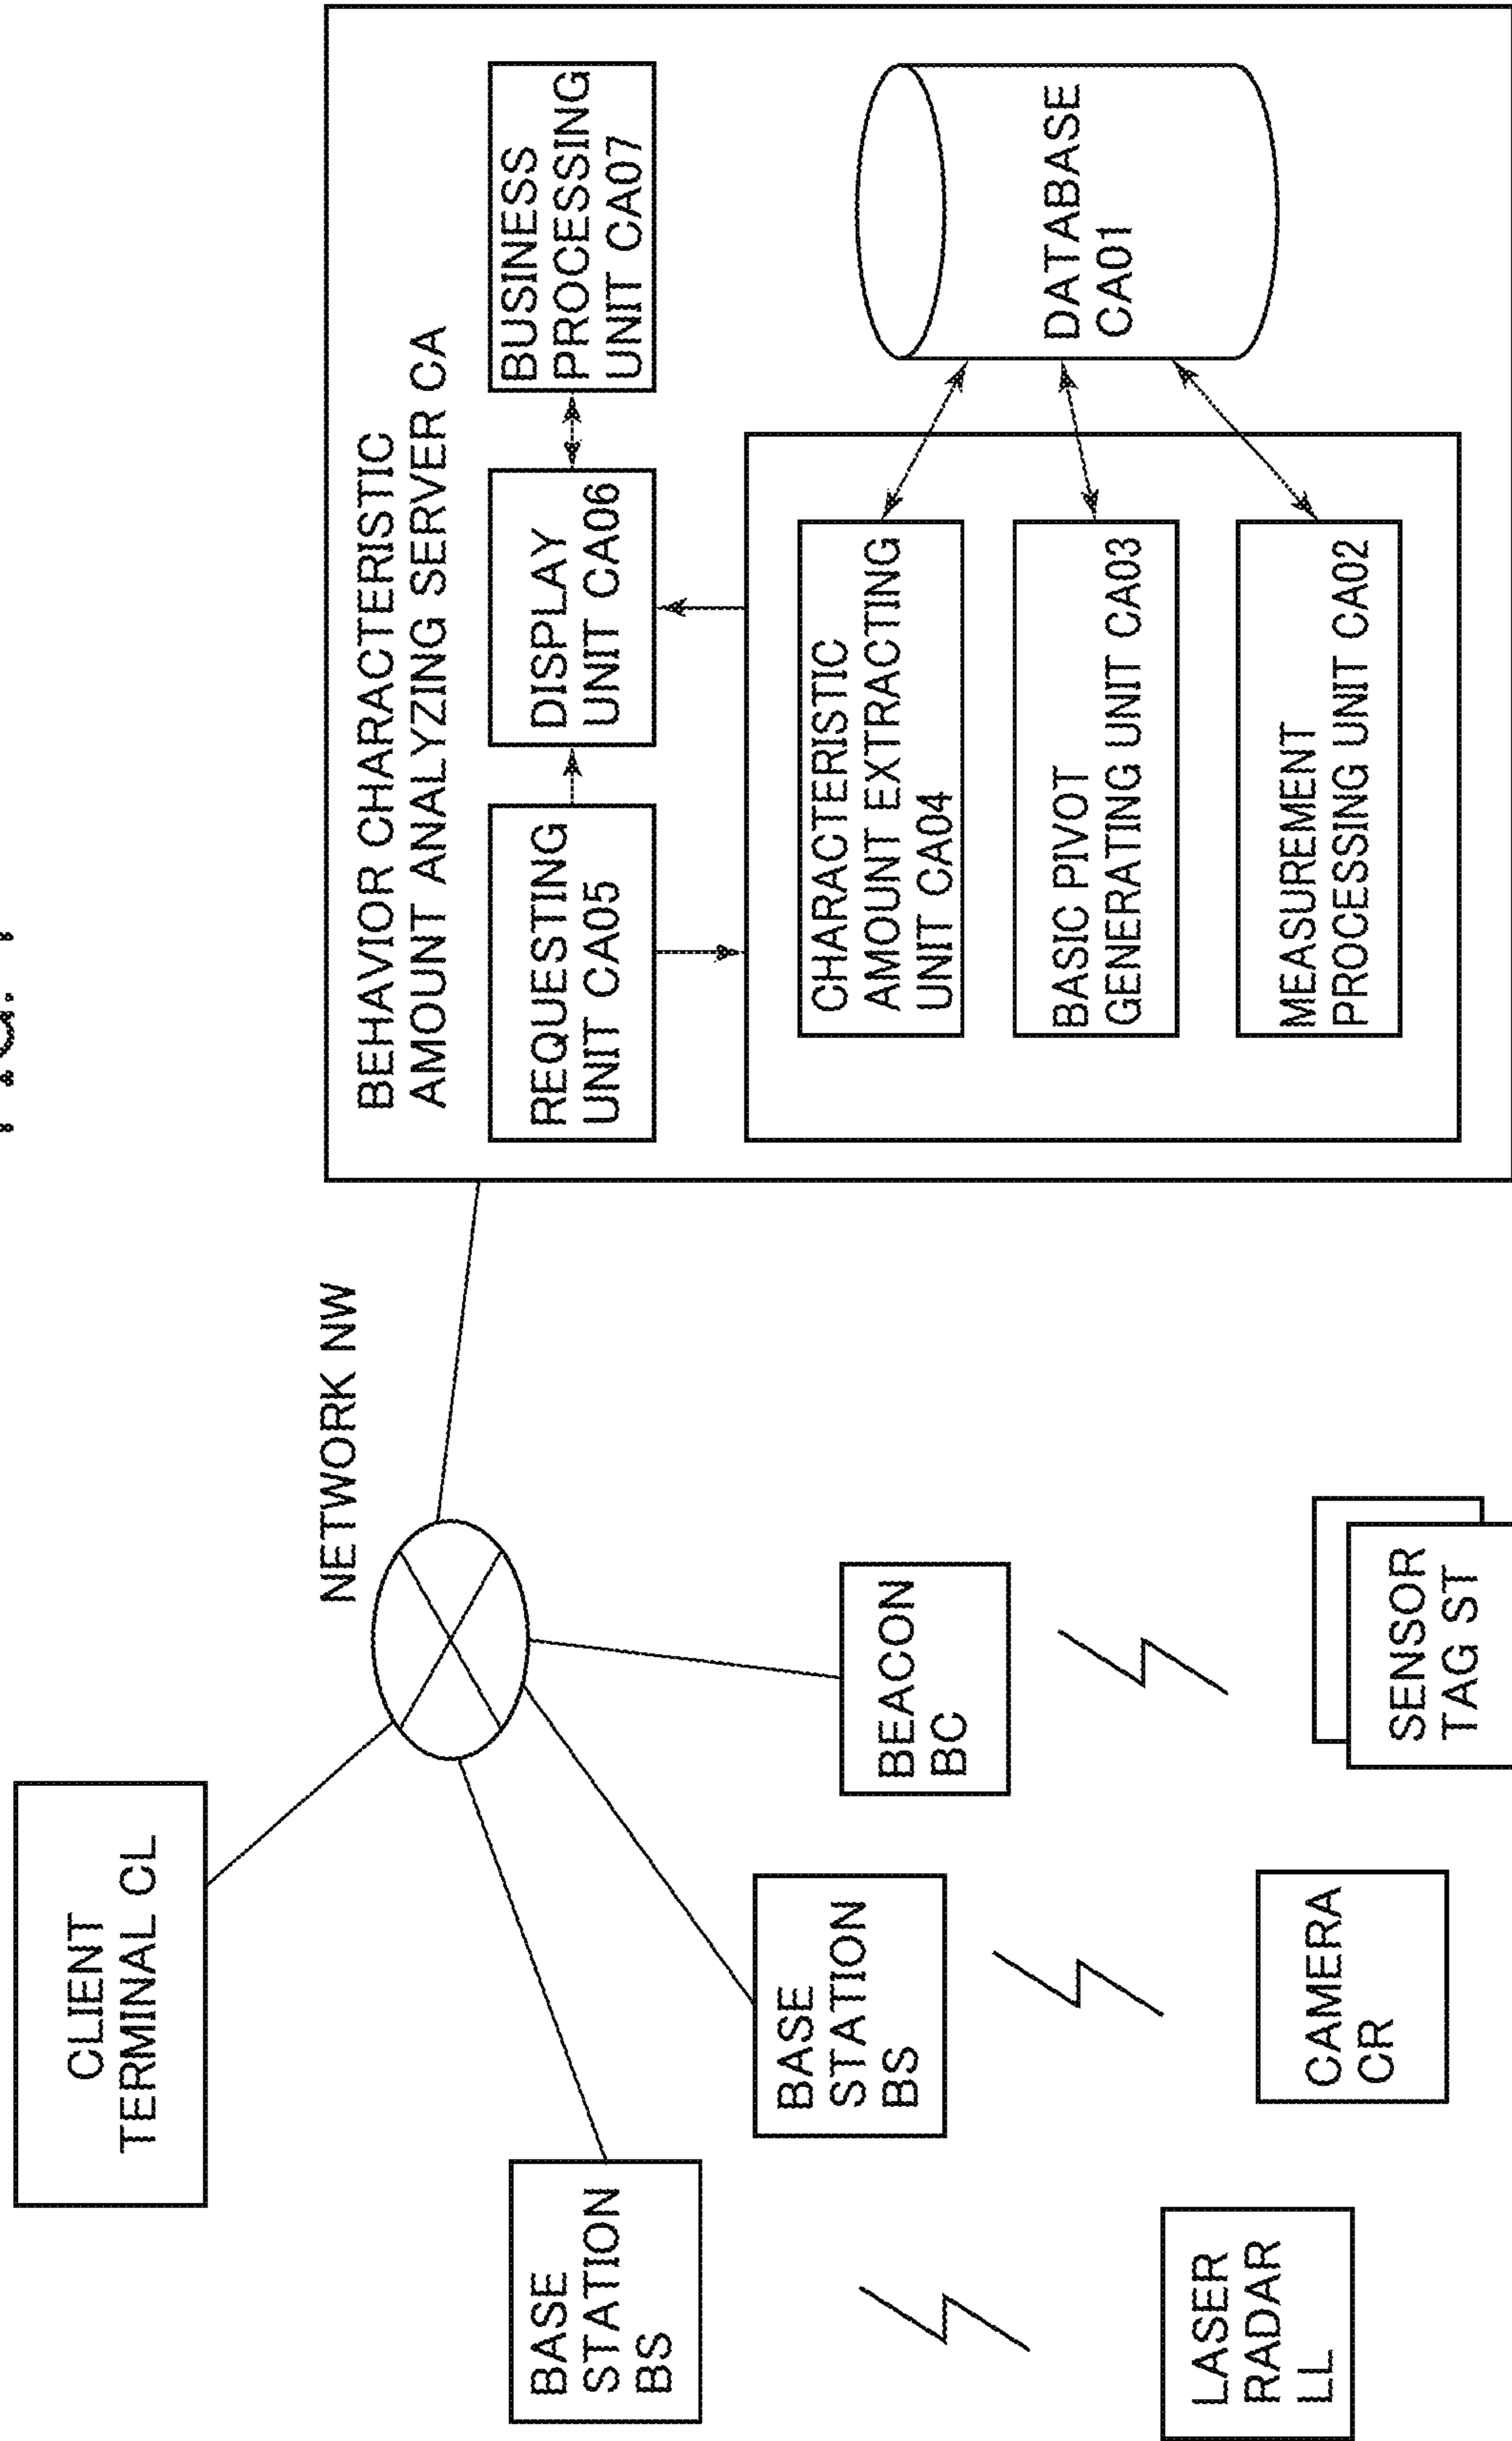 CLIENT
TERMINAL CL
NETWORK NW
BASE
STATION
BS
BASE
STATION
BS
BEACON
BC
LASER
RADAR
LL
CAMERA
CR
SENSOR
TAG ST
BEHAVIOR CHARACTERISTIC
AMOUNT ANALYZING SERVER CA
REQUESTING
UNIT CA05
DISPLAY
UNIT CA06
BUSINESS
PROCESSING
UNIT CA07
CHARACTERISTIC
AMOUNT EXTRACTING
UNIT CA04
BASIC PIVOT
GENERATING UNIT CA03
MEASUREMENT
PROCESSING UNIT CA02
DATABASE
CA01